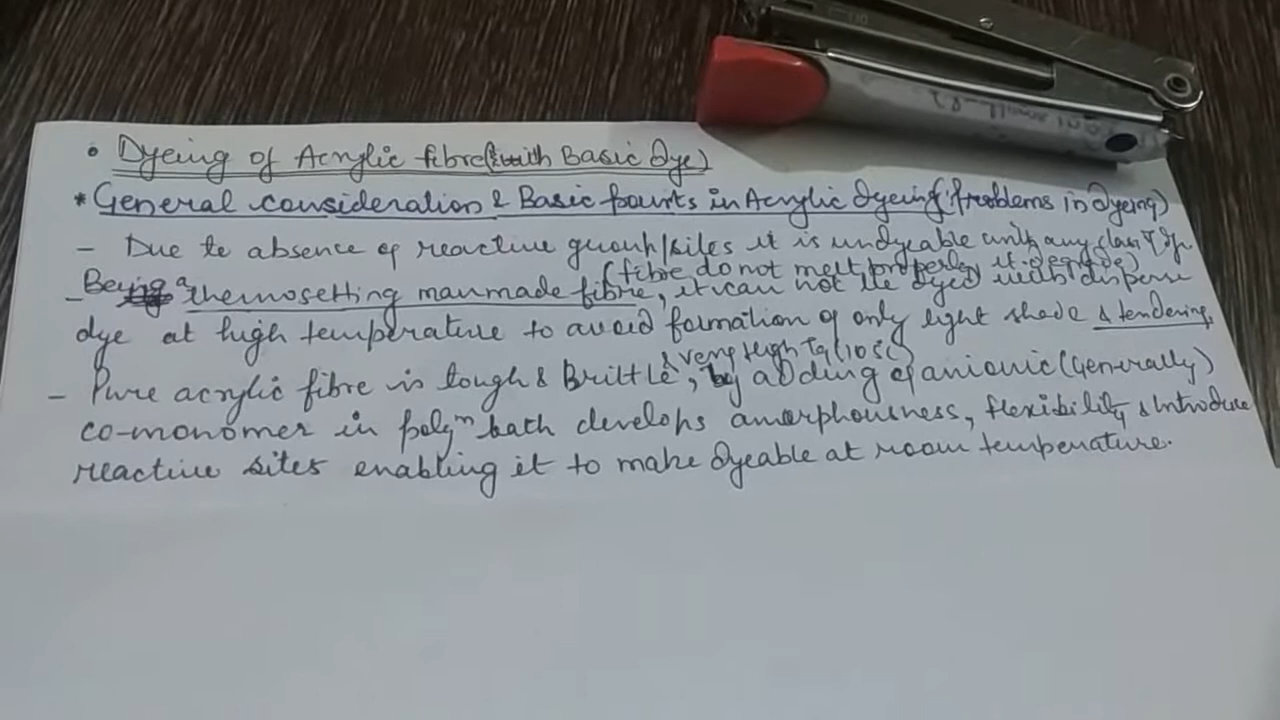 • Dyeing of Acrylic fibre (with Basic dye)
* General consideration & Basic points in Acrylic dyeing (Problems in dyeing)
- Due to absence of reactive group/sites it is undyeable with any class of dye
(fibre do not melt properly it degrade)
- Being a thermosetting manmade fibre, it can not be dyed with disperse
dye at high temperature to avoid formation of only light shade & tendering.
& very high Tg (105°C)
- Pure acrylic fibre is tough & Brittle, by adding of anionic (Generally)
co-monomer in polyn bath develops amorphousness, flexibility & Introduce
reactive sites enabling it to make dyeable at room temperature.